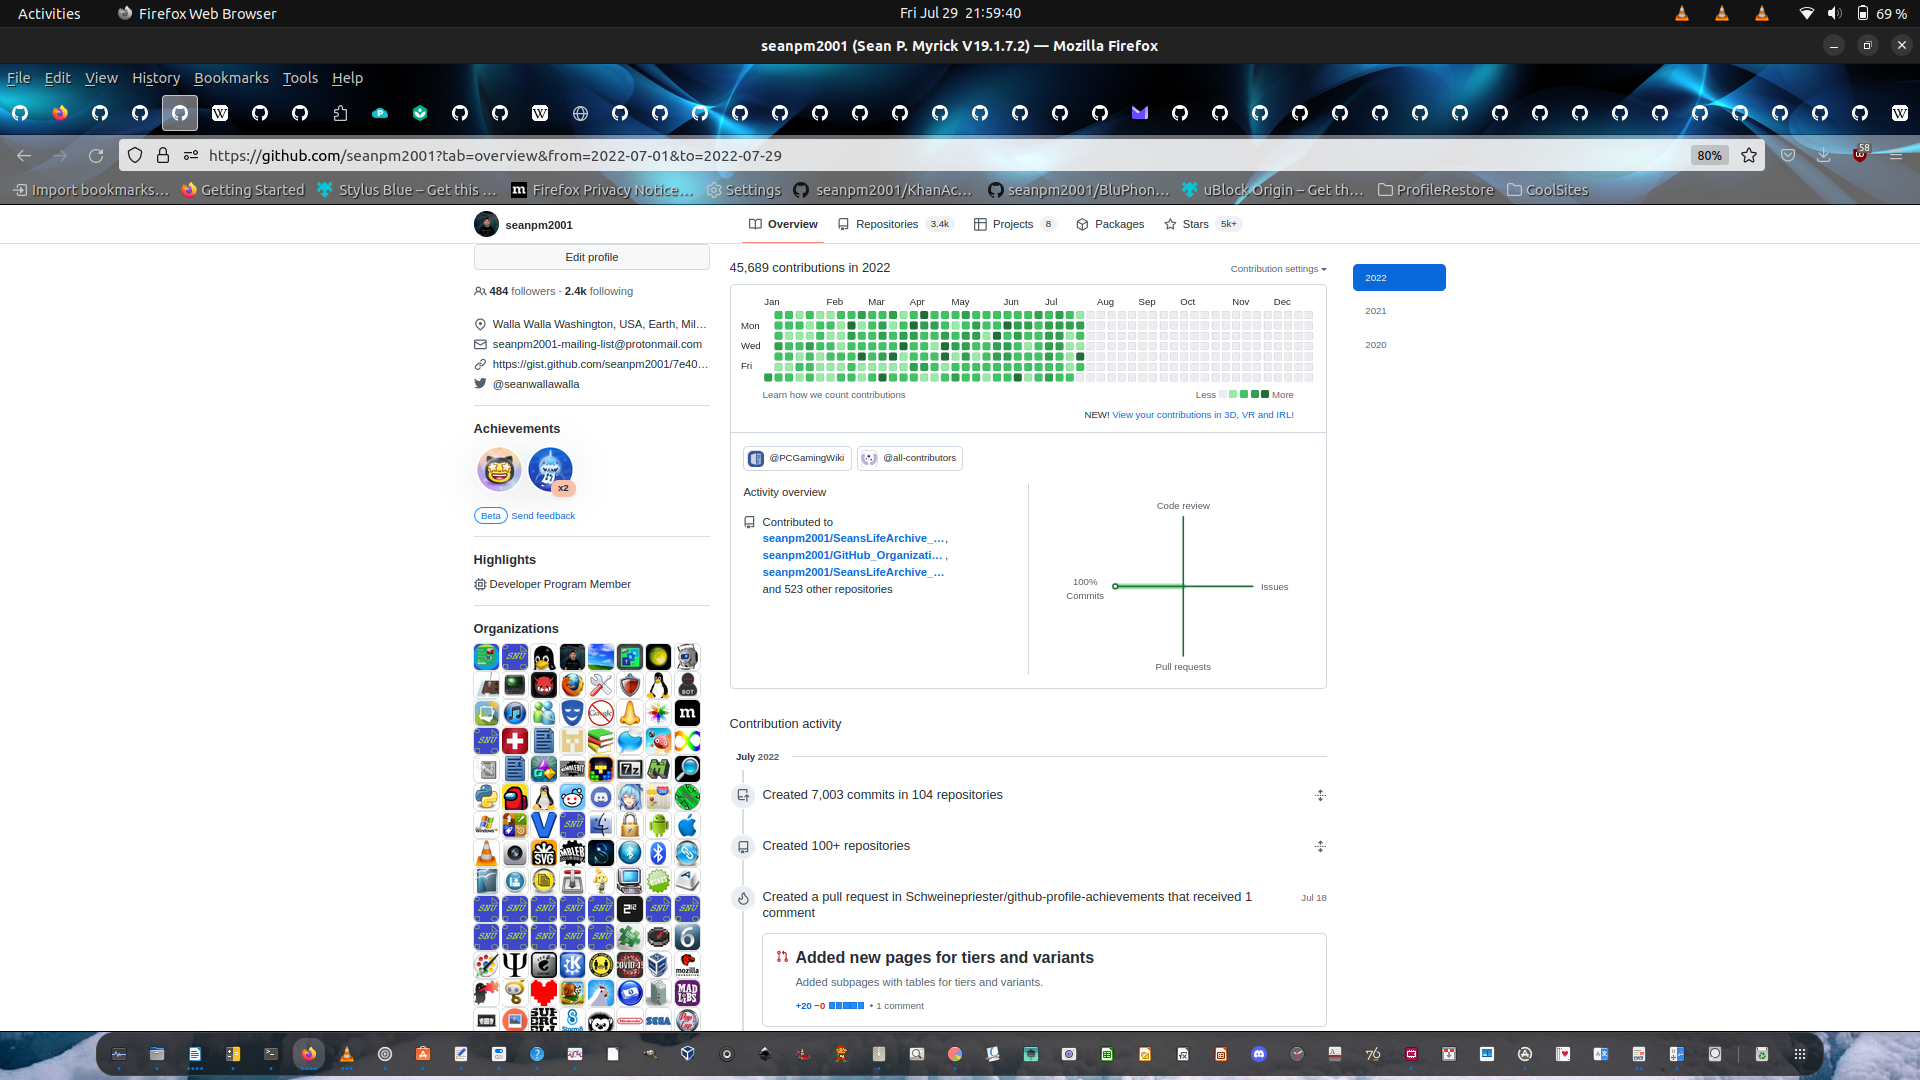 Activities
Firefox Web Browser
Fri Jul 29 21:59:40
69 %
seanpm2001 (Sean P. Myrick V19.1.7.2) — Mozilla Firefox
File Edit View History Bookmarks Tools Help
https://github.com/seanpm2001?tab=overview&from=2022-07-01&to=2022-07-29
80%
58
Import bookmarks…
Getting Started
Stylus Blue – Get this …
Firefox Privacy Notice…
Settings
seanpm2001/KhanAc…
seanpm2001/BluPhon…
uBlock Origin – Get th…
ProfileRestore
CoolSites
seanpm2001
Overview
Repositories 3.4k
Projects 8
Packages
Stars 5k+
Edit profile
484 followers · 2.4k following
Walla Walla Washington, USA, Earth, Mil…
seanpm2001-mailing-list@protonmail.com
https://gist.github.com/seanpm2001/7e40…
@seanwallawalla
Achievements
x2
Beta Send feedback
Highlights
Developer Program Member
Organizations
45,689 contributions in 2022
Contribution settings
2022
2021
2020
Jan Feb Mar Apr May Jun Jul Aug Sep Oct Nov Dec
Mon
Wed
Fri
Learn how we count contributions
Less More
NEW! View your contributions in 3D, VR and IRL!
@PCGamingWiki
@all-contributors
Activity overview
Contributed to
seanpm2001/SeansLifeArchive_…,
seanpm2001/GitHub_Organizati… ,
seanpm2001/SeansLifeArchive_…
and 523 other repositories
Code review
100%
Commits
Issues
Pull requests
Contribution activity
July 2022
Created 7,003 commits in 104 repositories
Created 100+ repositories
Created a pull request in Schweinepriester/github-profile-achievements that received 1
comment
Jul 18
Added new pages for tiers and variants
Added subpages with tables for tiers and variants.
+20 −0 • 1 comment